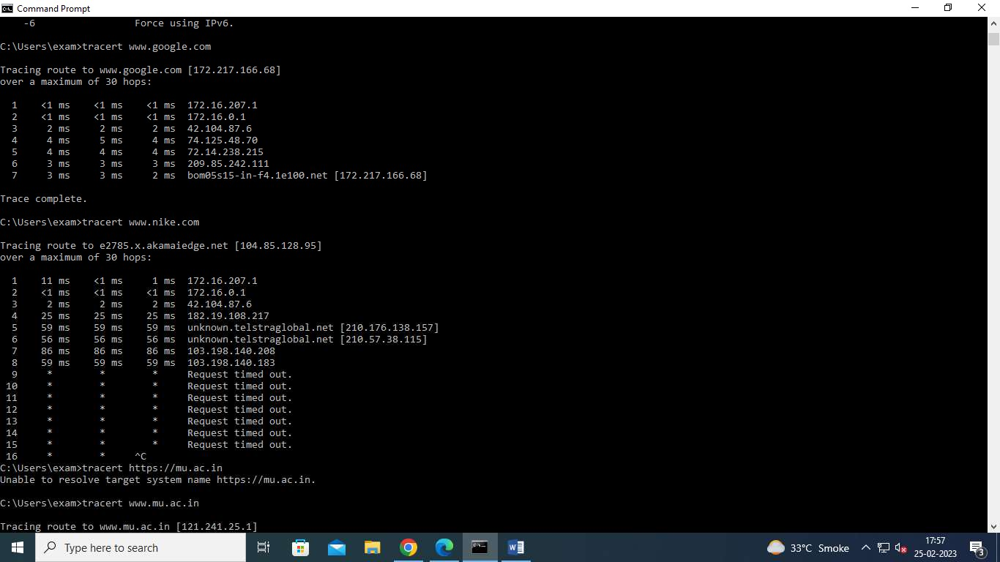 Command Prompt
-6                 Force using IPv6.
C:\Users\exam>tracert www.google.com
Tracing route to www.google.com [172.217.166.68]
over a maximum of 30 hops:
  1    <1 ms    <1 ms    <1 ms  172.16.207.1
  2    <1 ms    <1 ms    <1 ms  172.16.0.1
  3     2 ms     2 ms     2 ms  42.104.87.6
  4     4 ms     5 ms     4 ms  74.125.48.70
  5     4 ms     4 ms     4 ms  72.14.238.215
  6     3 ms     3 ms     3 ms  209.85.242.111
  7     3 ms     3 ms     2 ms  bom05s15-in-f4.1e100.net [172.217.166.68]
Trace complete.
C:\Users\exam>tracert www.nike.com
Tracing route to e2785.x.akamaiedge.net [104.85.128.95]
over a maximum of 30 hops:
  1    11 ms    <1 ms     1 ms  172.16.207.1
  2    <1 ms    <1 ms    <1 ms  172.16.0.1
  3     2 ms     2 ms     2 ms  42.104.87.6
  4    25 ms    25 ms    25 ms  182.19.108.217
  5    59 ms    59 ms    59 ms  unknown.telstraglobal.net [210.176.138.157]
  6    56 ms    56 ms    56 ms  unknown.telstraglobal.net [210.57.38.115]
  7    86 ms    86 ms    86 ms  103.198.140.208
  8    59 ms    59 ms    59 ms  103.198.140.183
  9     *        *        *     Request timed out.
 10     *        *        *     Request timed out.
 11     *        *        *     Request timed out.
 12     *        *        *     Request timed out.
 13     *        *        *     Request timed out.
 14     *        *        *     Request timed out.
 15     *        *        *     Request timed out.
 16     *        *     ^C
C:\Users\exam>tracert https://mu.ac.in
Unable to resolve target system name https://mu.ac.in.
C:\Users\exam>tracert www.mu.ac.in
Tracing route to www.mu.ac.in [121.241.25.1]
Type here to search
33°C Smoke
17:57
25-02-2023
3